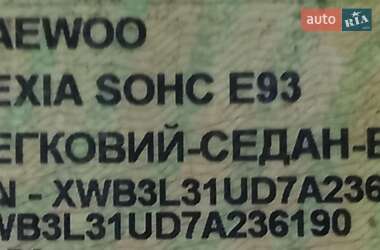 auto RIA
AEWOO
EXIA SOHC E93
ЕГКОВИЙ-СЕДАН-
N - XWB3L31UD7A236
WB3L31UD7A236190